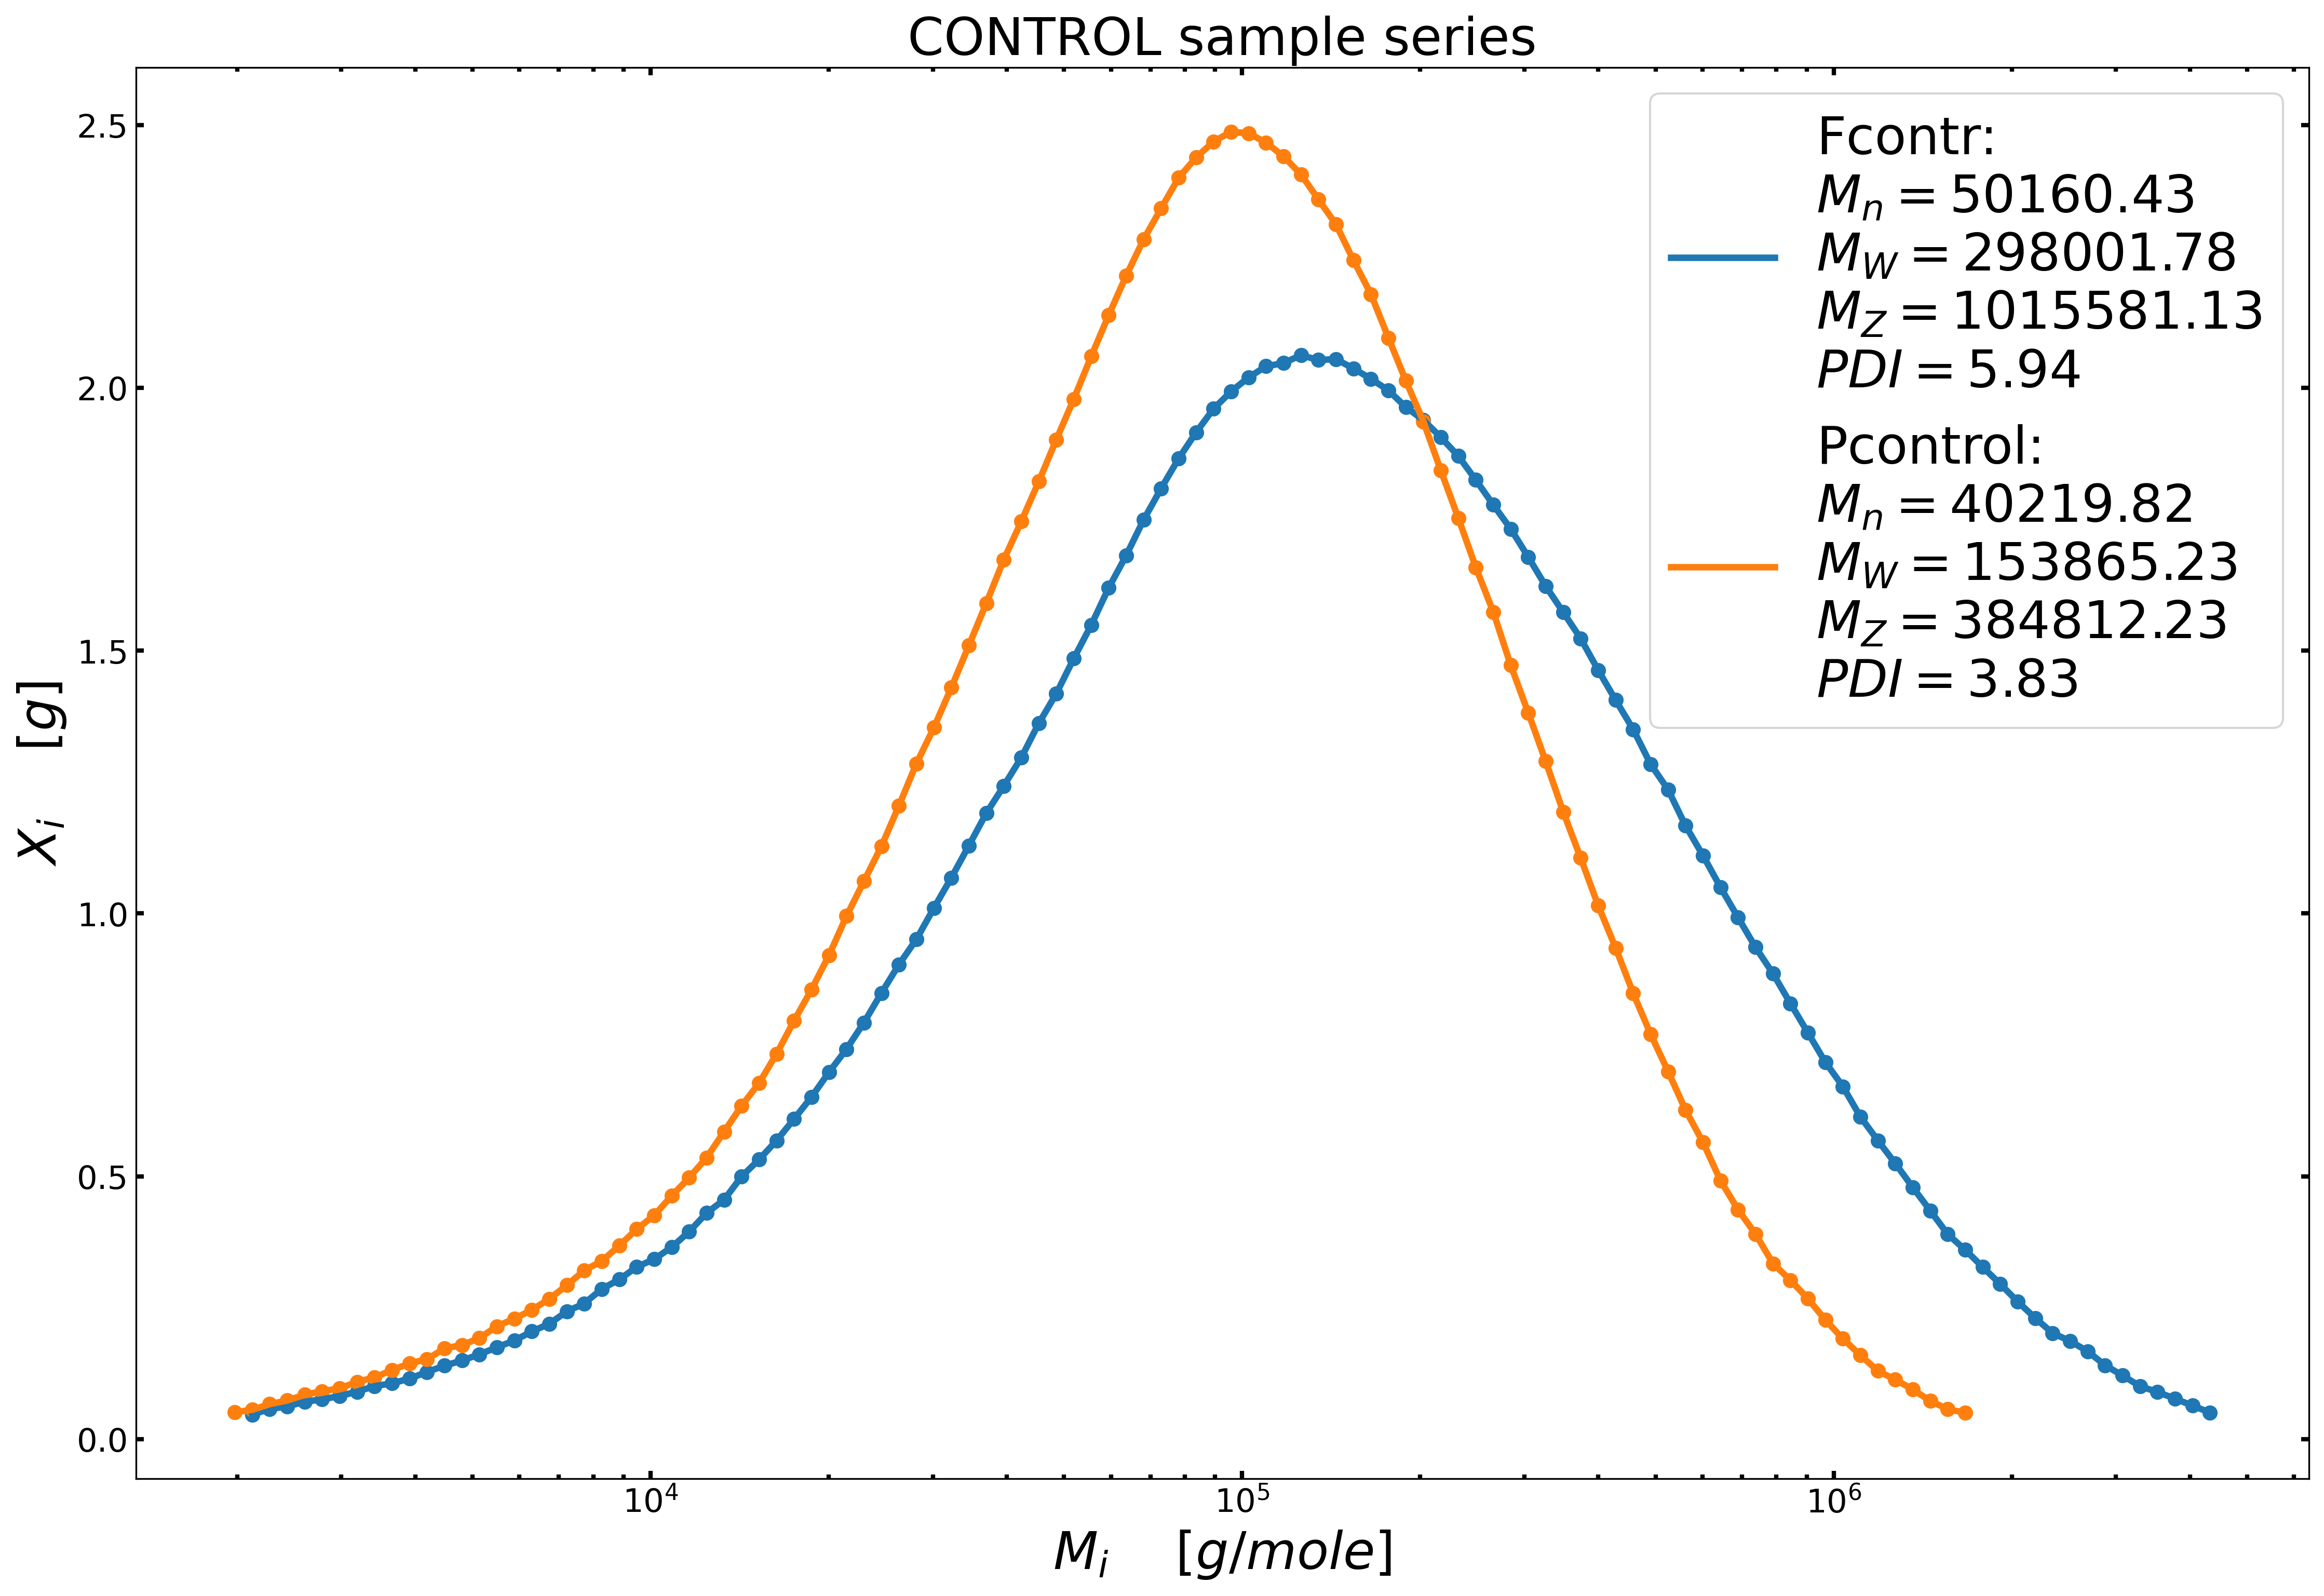 CONTROL sample series
2.5
2.0
1.5
1.0
0.5
0.0
X_i [g]
10^4 10^5 10^6
M_i [g/mole]
Fcontr:
M_n = 50160.43
M_W = 298001.78
M_Z = 1015581.13
PDI = 5.94
Pcontrol:
M_n = 40219.82
M_W = 153865.23
M_Z = 384812.23
PDI = 3.83